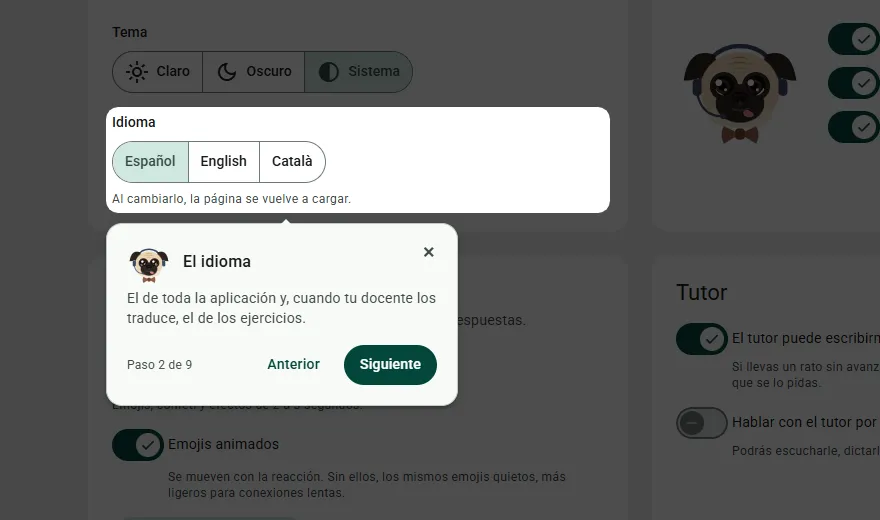 Tema
Claro
Oscuro
Sistema
Idioma
Español
English
Català
Al cambiarlo, la página se vuelve a cargar.
El idioma
El de toda la aplicación y, cuando tu docente los
traduce, el de los ejercicios.
Paso 2 de 9
Anterior
Siguiente
espuestas.
Emojis animados
Se mueven con la reacción. Sin ellos, los mismos emojis quietos, más
ligeros para conexiones lentas.
Tutor
El tutor puede escribirn
Si llevas un rato sin avanz
que se lo pidas.
Hablar con el tutor por
Podrás escucharle, dictarl